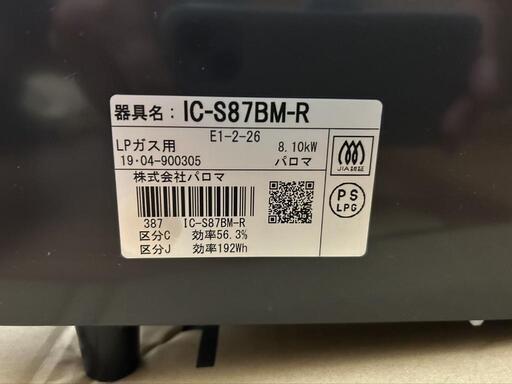 器具名: IC-S87BM-R
E1-2-26
LPガス用 8.10kW
19·04-900305 パロマ
JIA認証
株式会社パロマ
PS
LPG
387 IC-S87BM-R
区分C 効率56.3%
区分J 効率192Wh